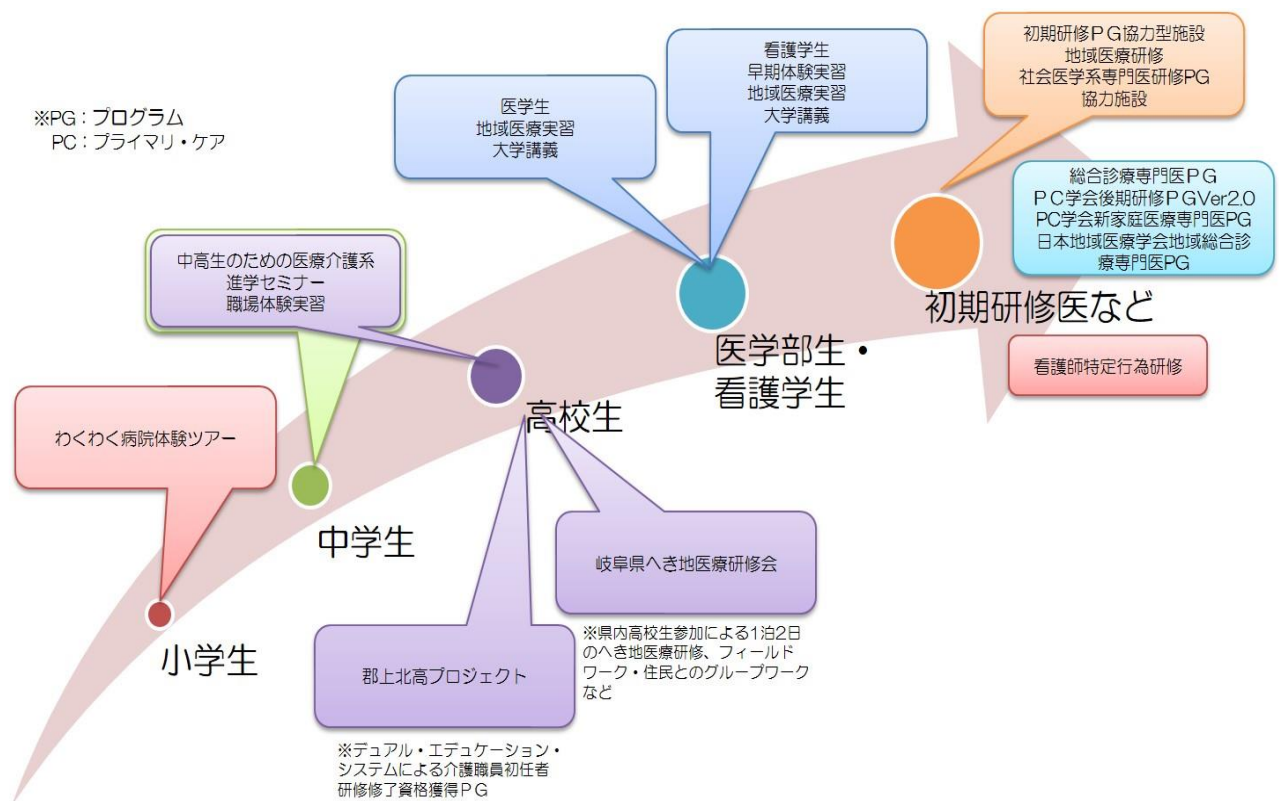 ※PG：プログラム
PC：プライマリ・ケア
わくわく病院体験ツアー
小学生
中高生のための医療介護系
進学セミナー
職場体験実習
中学生
高校生
郡上北高プロジェクト
※デュアル・エデュケーション・
システムによる介護職員初任者
研修修了資格獲得ＰＧ
岐阜県へき地医療研修会
※県内高校生参加による1泊2日
のへき地医療研修、フィールド
ワーク・住民とのグループワーク
など
医学生
地域医療実習
大学講義
看護学生
早期体験実習
地域医療実習
大学講義
医学部生・
看護学生
初期研修ＰＧ協力型施設
地域医療研修
社会医学系専門医研修PG
協力施設
初期研修医など
総合診療専門医ＰＧ
ＰＣ学会後期研修ＰＧVer2.0
PC学会新家庭医療専門医PG
日本地域医療学会地域総合診
療専門医PG
看護師特定行為研修